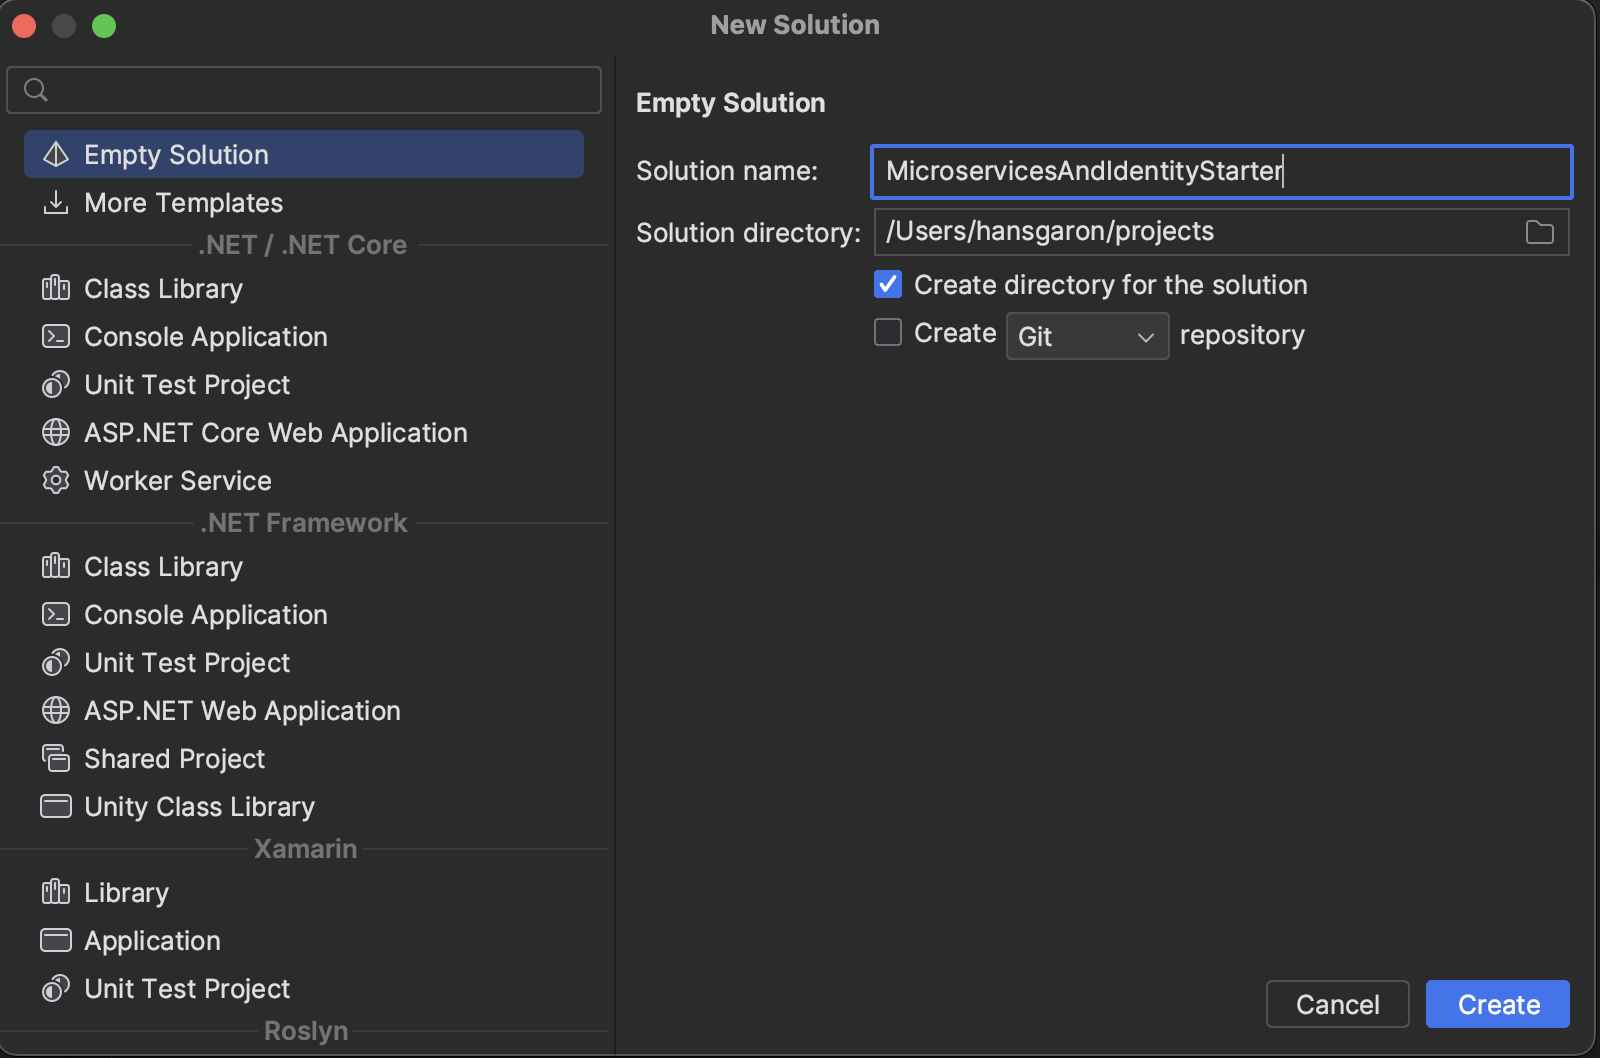 New Solution
Empty Solution
More Templates
.NET / .NET Core
Class Library
Console Application
Unit Test Project
ASP.NET Core Web Application
Worker Service
.NET Framework
Class Library
Console Application
Unit Test Project
ASP.NET Web Application
Shared Project
Unity Class Library
Xamarin
Library
Application
Unit Test Project
Roslyn
Empty Solution
Solution name: MicroservicesAndIdentityStarter
Solution directory: /Users/hansgaron/projects
Create directory for the solution
Create Git repository
Cancel Create